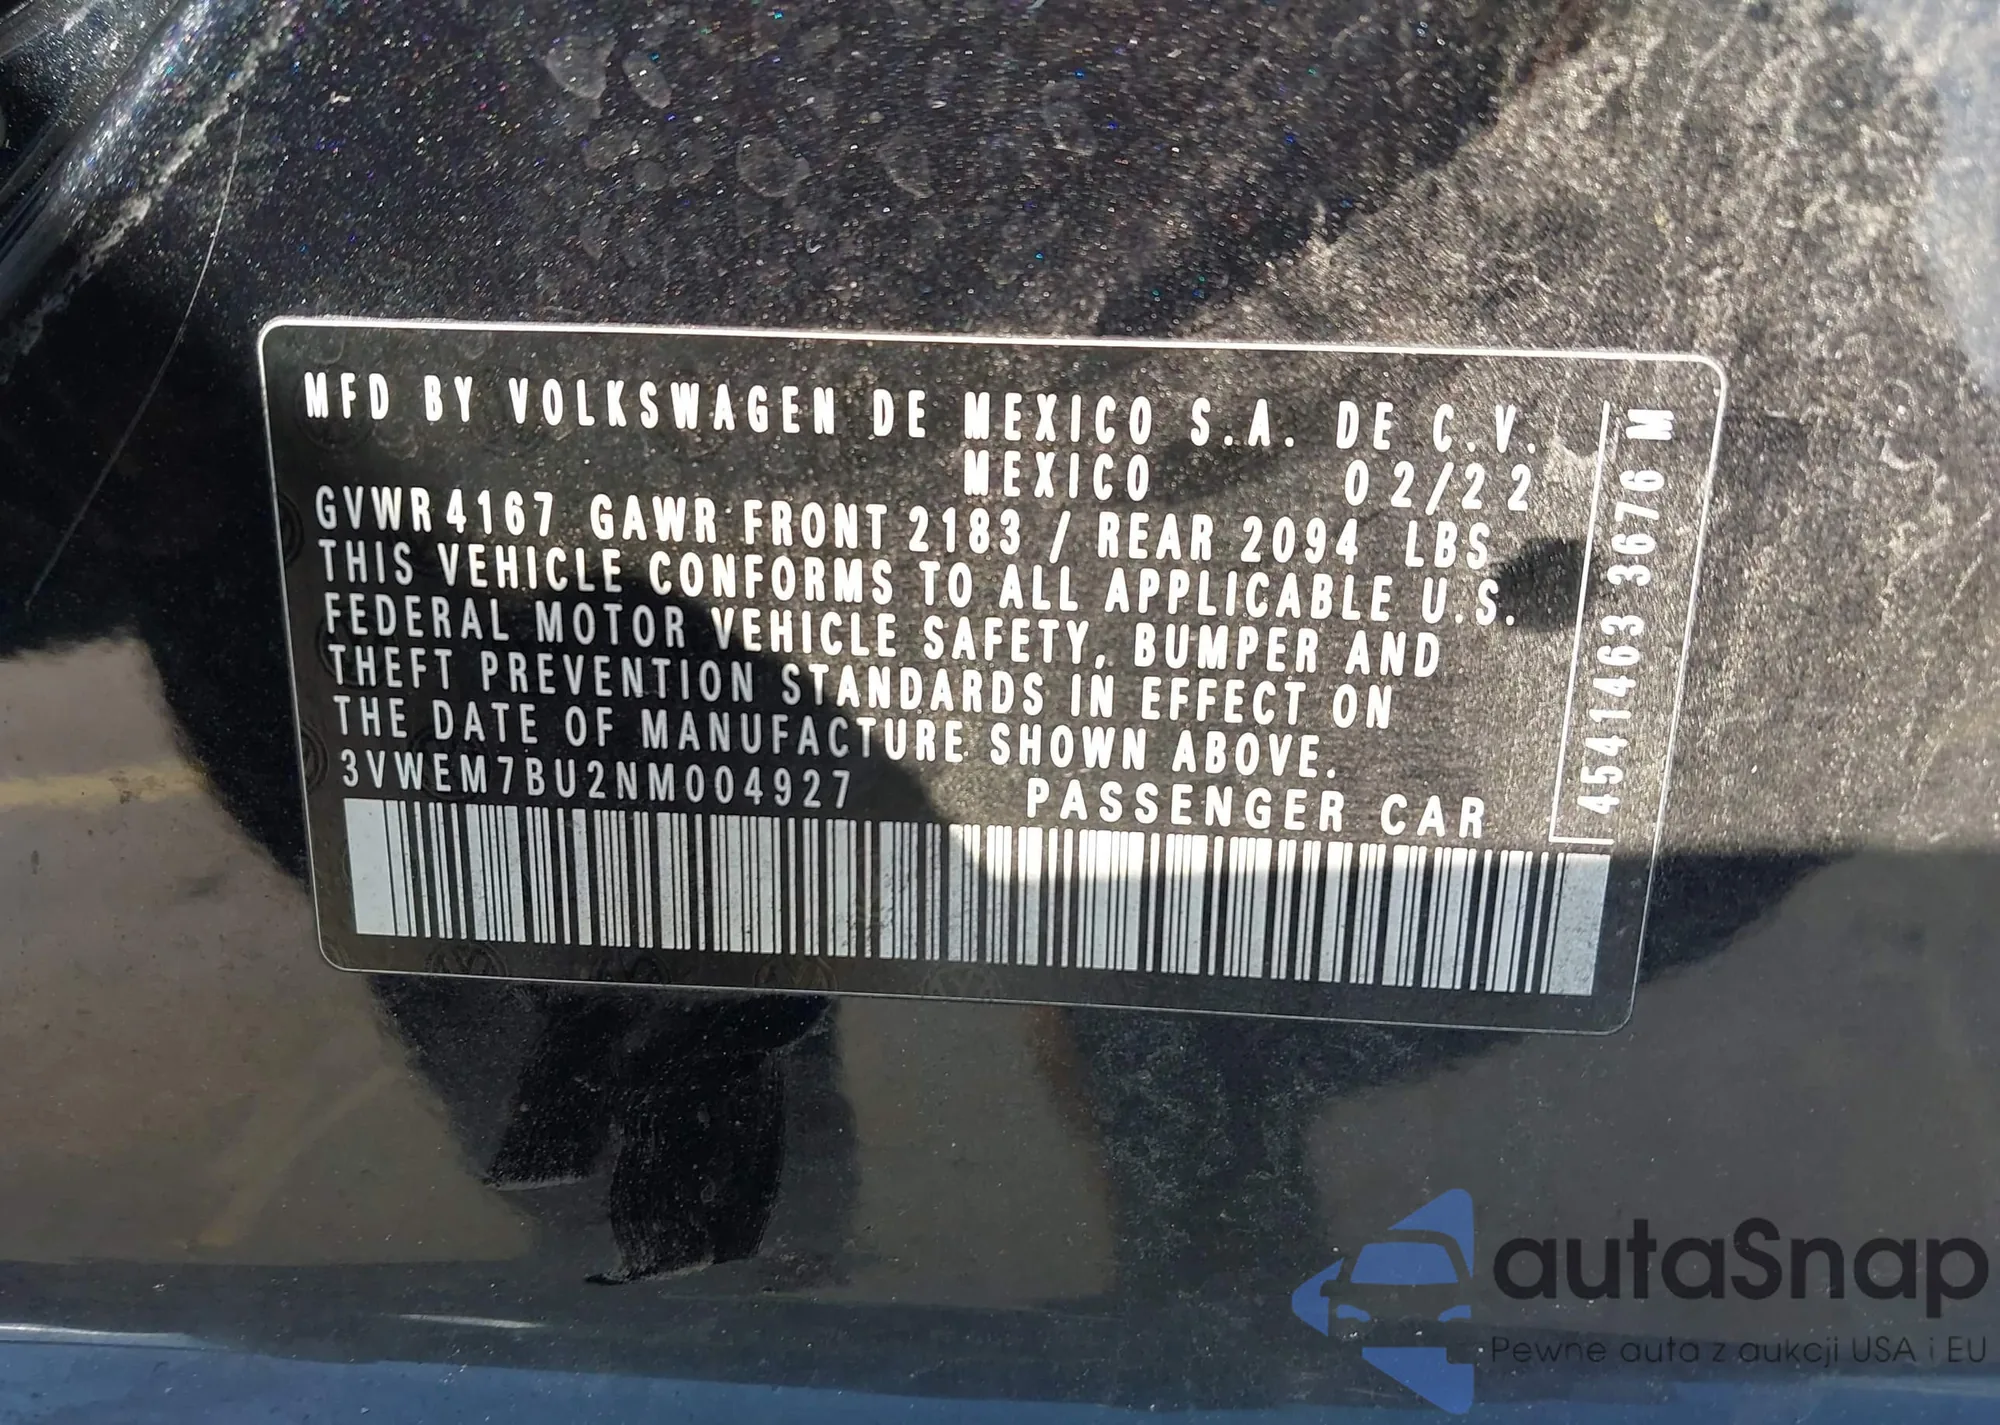 MFD BY VOLKSWAGEN DE MEXICO S.A. DE C.V.
MEXICO 02/22
GVWR 4167 GAWR FRONT 2183 / REAR 2094 LBS
THIS VEHICLE CONFORMS TO ALL APPLICABLE U.S.
FEDERAL MOTOR VEHICLE SAFETY, BUMPER AND
THEFT PREVENTION STANDARDS IN EFFECT ON
THE DATE OF MANUFACTURE SHOWN ABOVE.
3VWEM7BU2NM004927 PASSENGER CAR
4541463 3676 M
autaSnap
Pewne auta z aukcji USA i EU